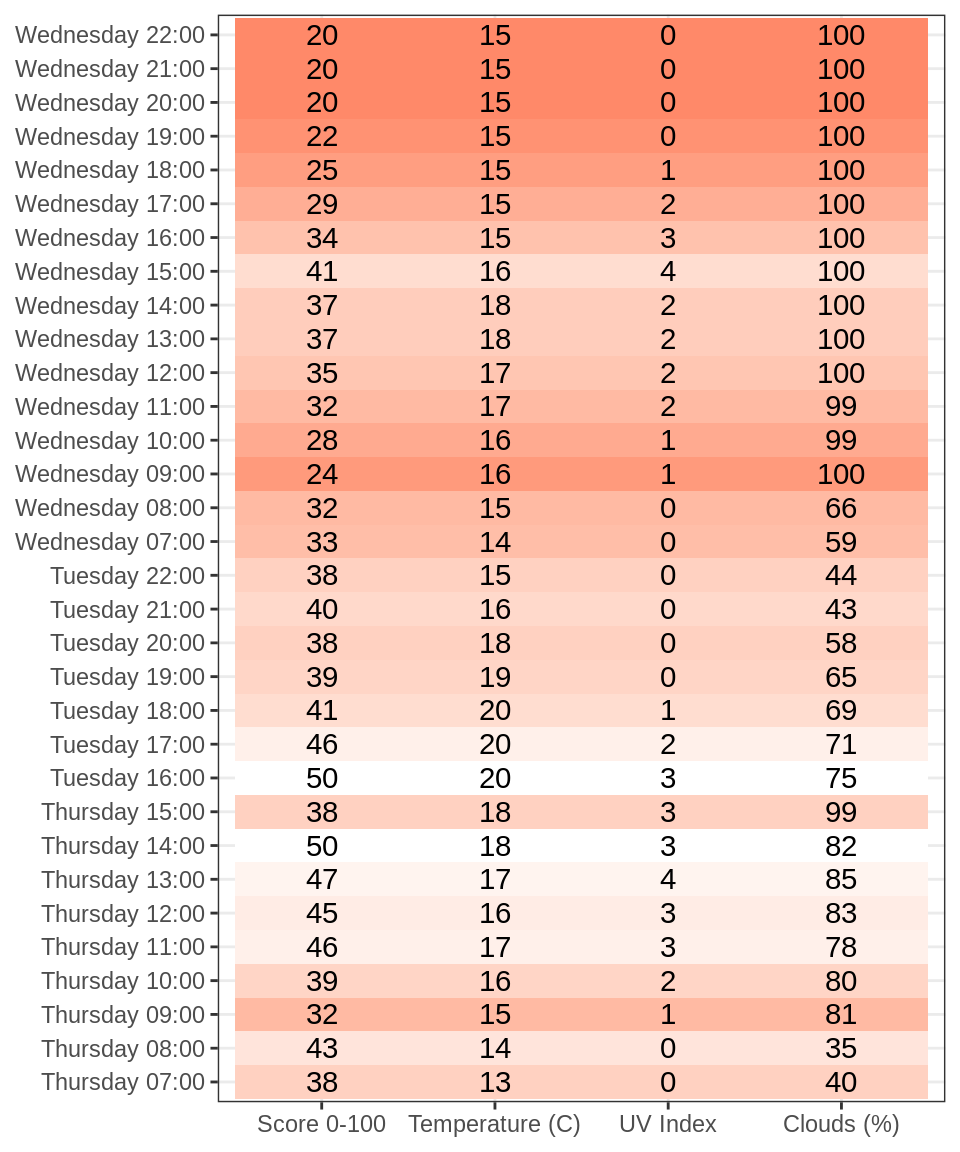 Wednesday 22:00 20 15 0 100
Wednesday 21:00 20 15 0 100
Wednesday 20:00 20 15 0 100
Wednesday 19:00 22 15 0 100
Wednesday 18:00 25 15 1 100
Wednesday 17:00 29 15 2 100
Wednesday 16:00 34 15 3 100
Wednesday 15:00 41 16 4 100
Wednesday 14:00 37 18 2 100
Wednesday 13:00 37 18 2 100
Wednesday 12:00 35 17 2 100
Wednesday 11:00 32 17 2 99
Wednesday 10:00 28 16 1 99
Wednesday 09:00 24 16 1 100
Wednesday 08:00 32 15 0 66
Wednesday 07:00 33 14 0 59
Tuesday 22:00 38 15 0 44
Tuesday 21:00 40 16 0 43
Tuesday 20:00 38 18 0 58
Tuesday 19:00 39 19 0 65
Tuesday 18:00 41 20 1 69
Tuesday 17:00 46 20 2 71
Tuesday 16:00 50 20 3 75
Thursday 15:00 38 18 3 99
Thursday 14:00 50 18 3 82
Thursday 13:00 47 17 4 85
Thursday 12:00 45 16 3 83
Thursday 11:00 46 17 3 78
Thursday 10:00 39 16 2 80
Thursday 09:00 32 15 1 81
Thursday 08:00 43 14 0 35
Thursday 07:00 38 13 0 40
Score 0-100 Temperature (C) UV Index Clouds (%)